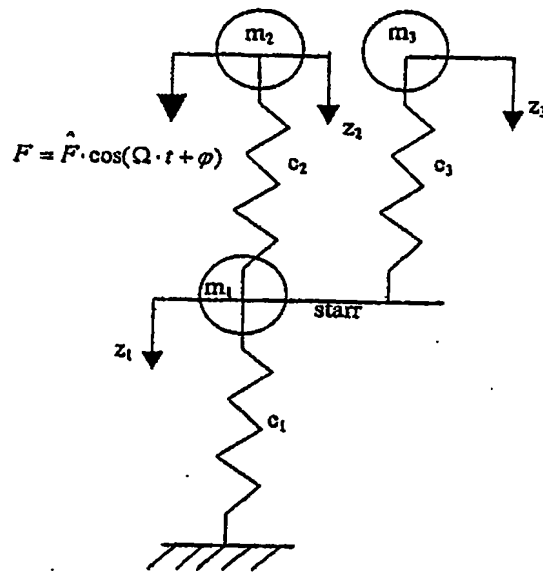 m₂
m₃
z₂
z₃
F = F̂·cos(Ω·t+φ)
c₂
c₃
m₁
starr
z₁
c₁